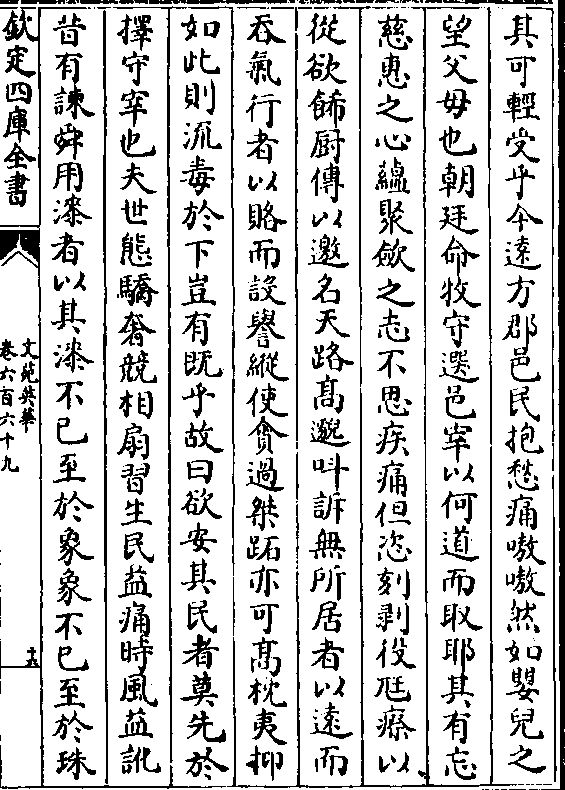 其可輕受乎今遠方郡邑民抱愁痛嗷嗷然如嬰兒之
望父母也朝廷命牧守選邑宰以何道而取耶其有忘
慈惠之心蘊聚斂之志不思疾痛但恣刻剥役尫瘵以
從欲飾厨傳以邀名天路髙邈呌訴無所居者以遠而
吞氣行者以賂而設譽縱使貪過桀跖亦可髙枕夷抑
如此則流毒於下豈有既乎故曰欲安其民者莫先於
擇守宰也夫世態驕奢競相扇習生民益痛時風益訛
昔有諫舜用漆者以其漆不已至於象象不已至於珠
欽定四庫全書
文苑英華
卷六百六十九